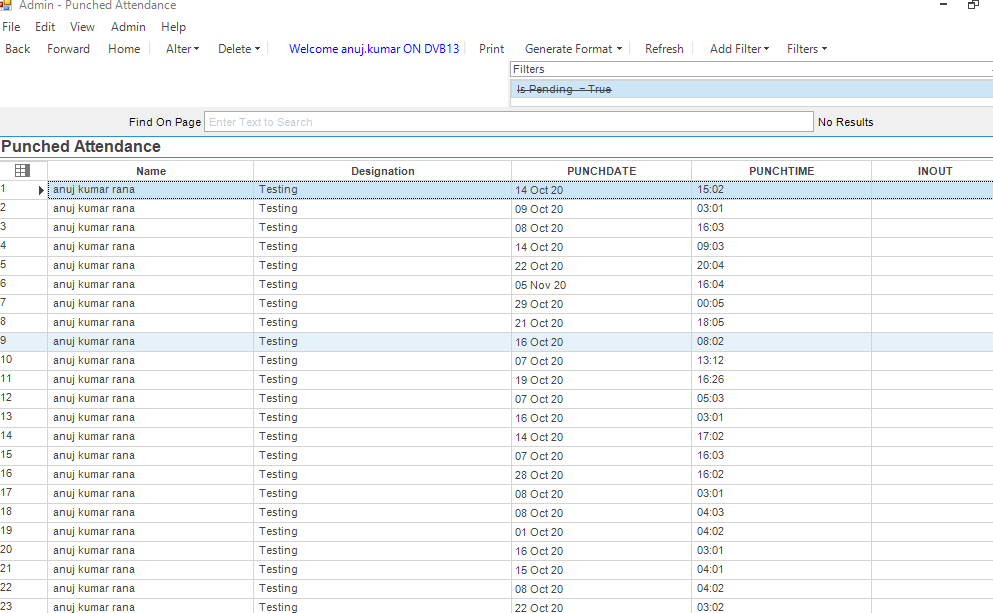 Admin - Punched Attendance
File Edit View Admin Help
Back Forward Home Alter Delete Welcome anuj.kumar ON DVB13 Print Generate Format Refresh Add Filter Filters
Filters
Is Pending = True
Find On Page Enter Text to Search No Results
Punched Attendance
Name Designation PUNCHDATE PUNCHTIME INOUT
1 anuj kumar rana Testing 14 Oct 20 15:02
2 anuj kumar rana Testing 09 Oct 20 03:01
3 anuj kumar rana Testing 08 Oct 20 16:03
4 anuj kumar rana Testing 14 Oct 20 09:03
5 anuj kumar rana Testing 22 Oct 20 20:04
6 anuj kumar rana Testing 05 Nov 20 16:04
7 anuj kumar rana Testing 29 Oct 20 00:05
8 anuj kumar rana Testing 21 Oct 20 18:05
9 anuj kumar rana Testing 16 Oct 20 08:02
10 anuj kumar rana Testing 07 Oct 20 13:12
11 anuj kumar rana Testing 19 Oct 20 16:26
12 anuj kumar rana Testing 07 Oct 20 05:03
13 anuj kumar rana Testing 16 Oct 20 03:01
14 anuj kumar rana Testing 14 Oct 20 17:02
15 anuj kumar rana Testing 07 Oct 20 16:03
16 anuj kumar rana Testing 28 Oct 20 16:02
17 anuj kumar rana Testing 08 Oct 20 03:01
18 anuj kumar rana Testing 08 Oct 20 04:03
19 anuj kumar rana Testing 01 Oct 20 04:02
20 anuj kumar rana Testing 16 Oct 20 03:01
21 anuj kumar rana Testing 15 Oct 20 04:01
22 anuj kumar rana Testing 08 Oct 20 04:02
23 anuj kumar rana Testing 22 Oct 20 03:02